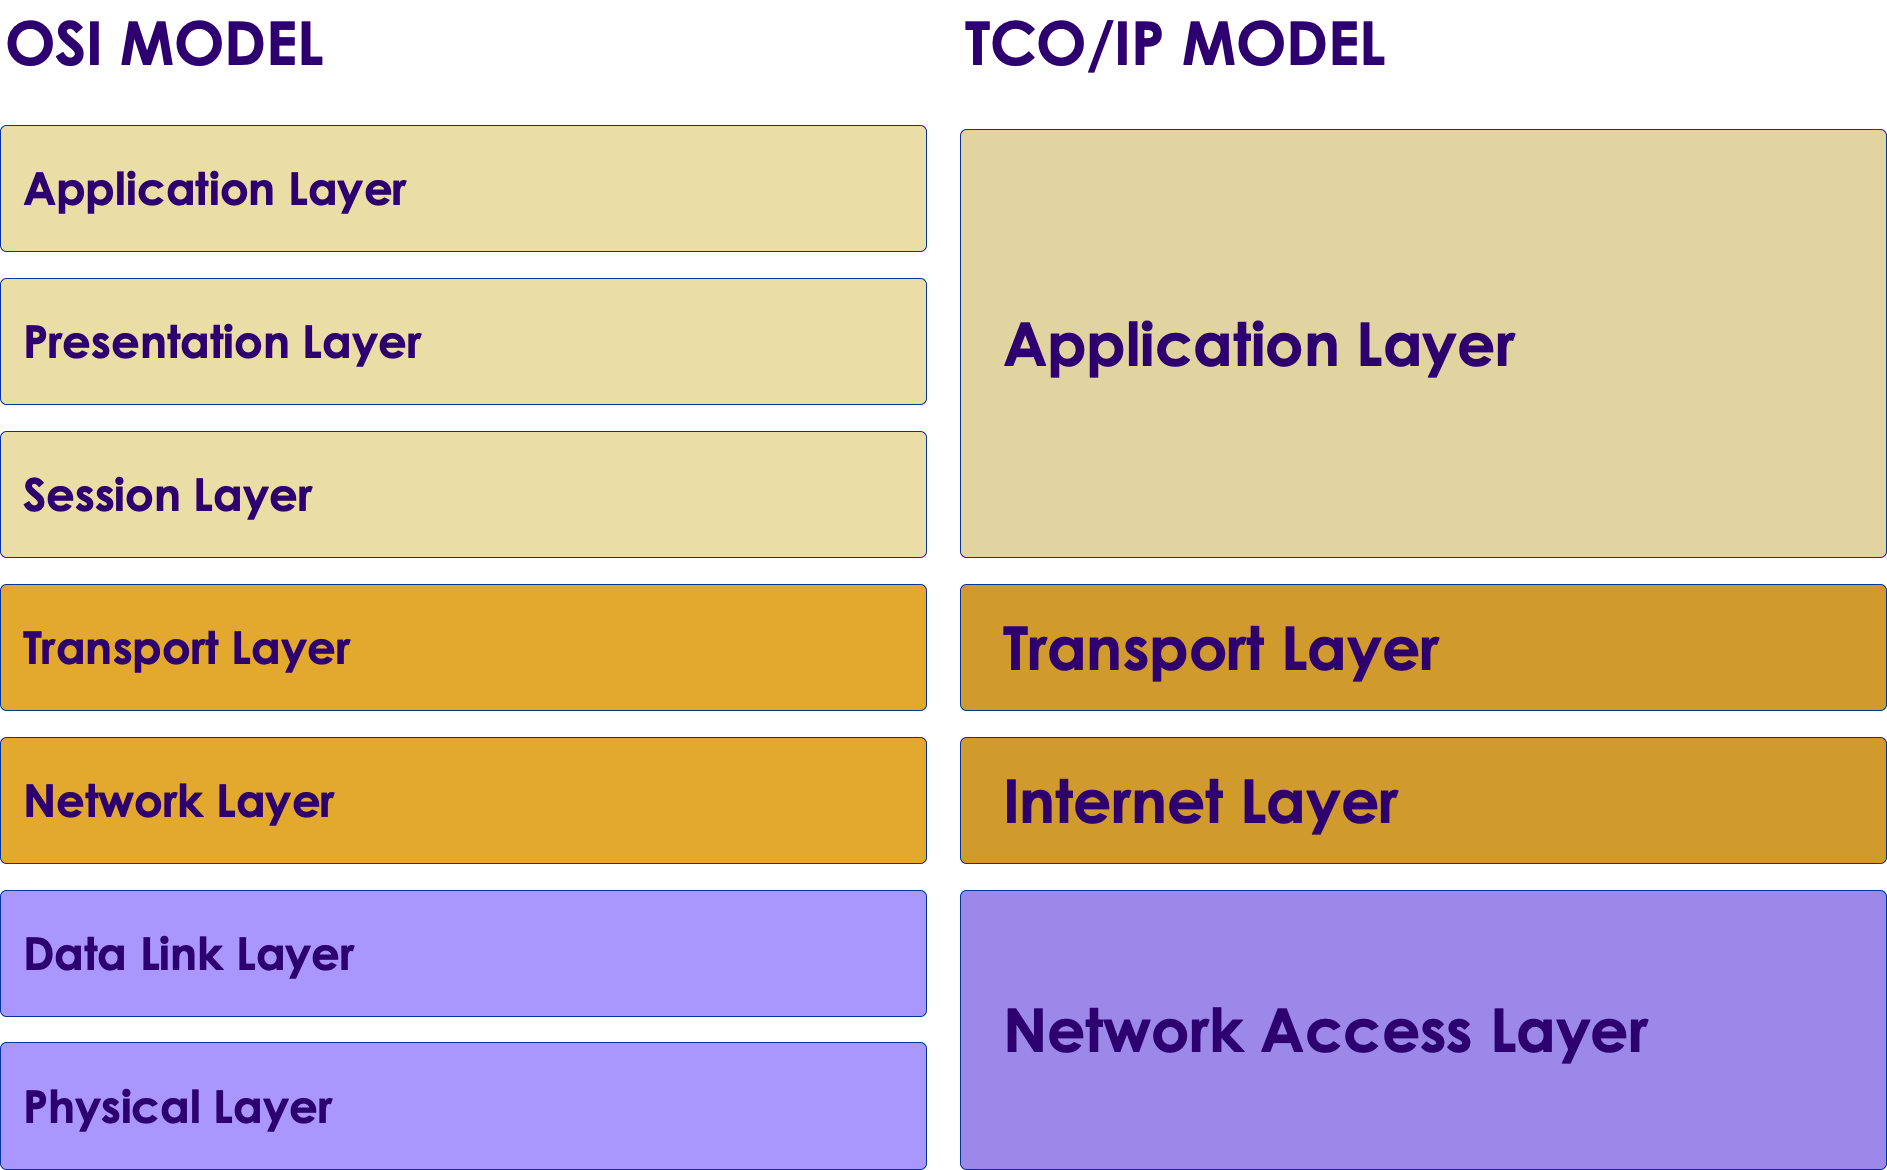 OSI MODEL
Application Layer
Presentation Layer
Session Layer
Transport Layer
Network Layer
Data Link Layer
Physical Layer
TCO/IP MODEL
Application Layer
Transport Layer
Internet Layer
Network Access Layer